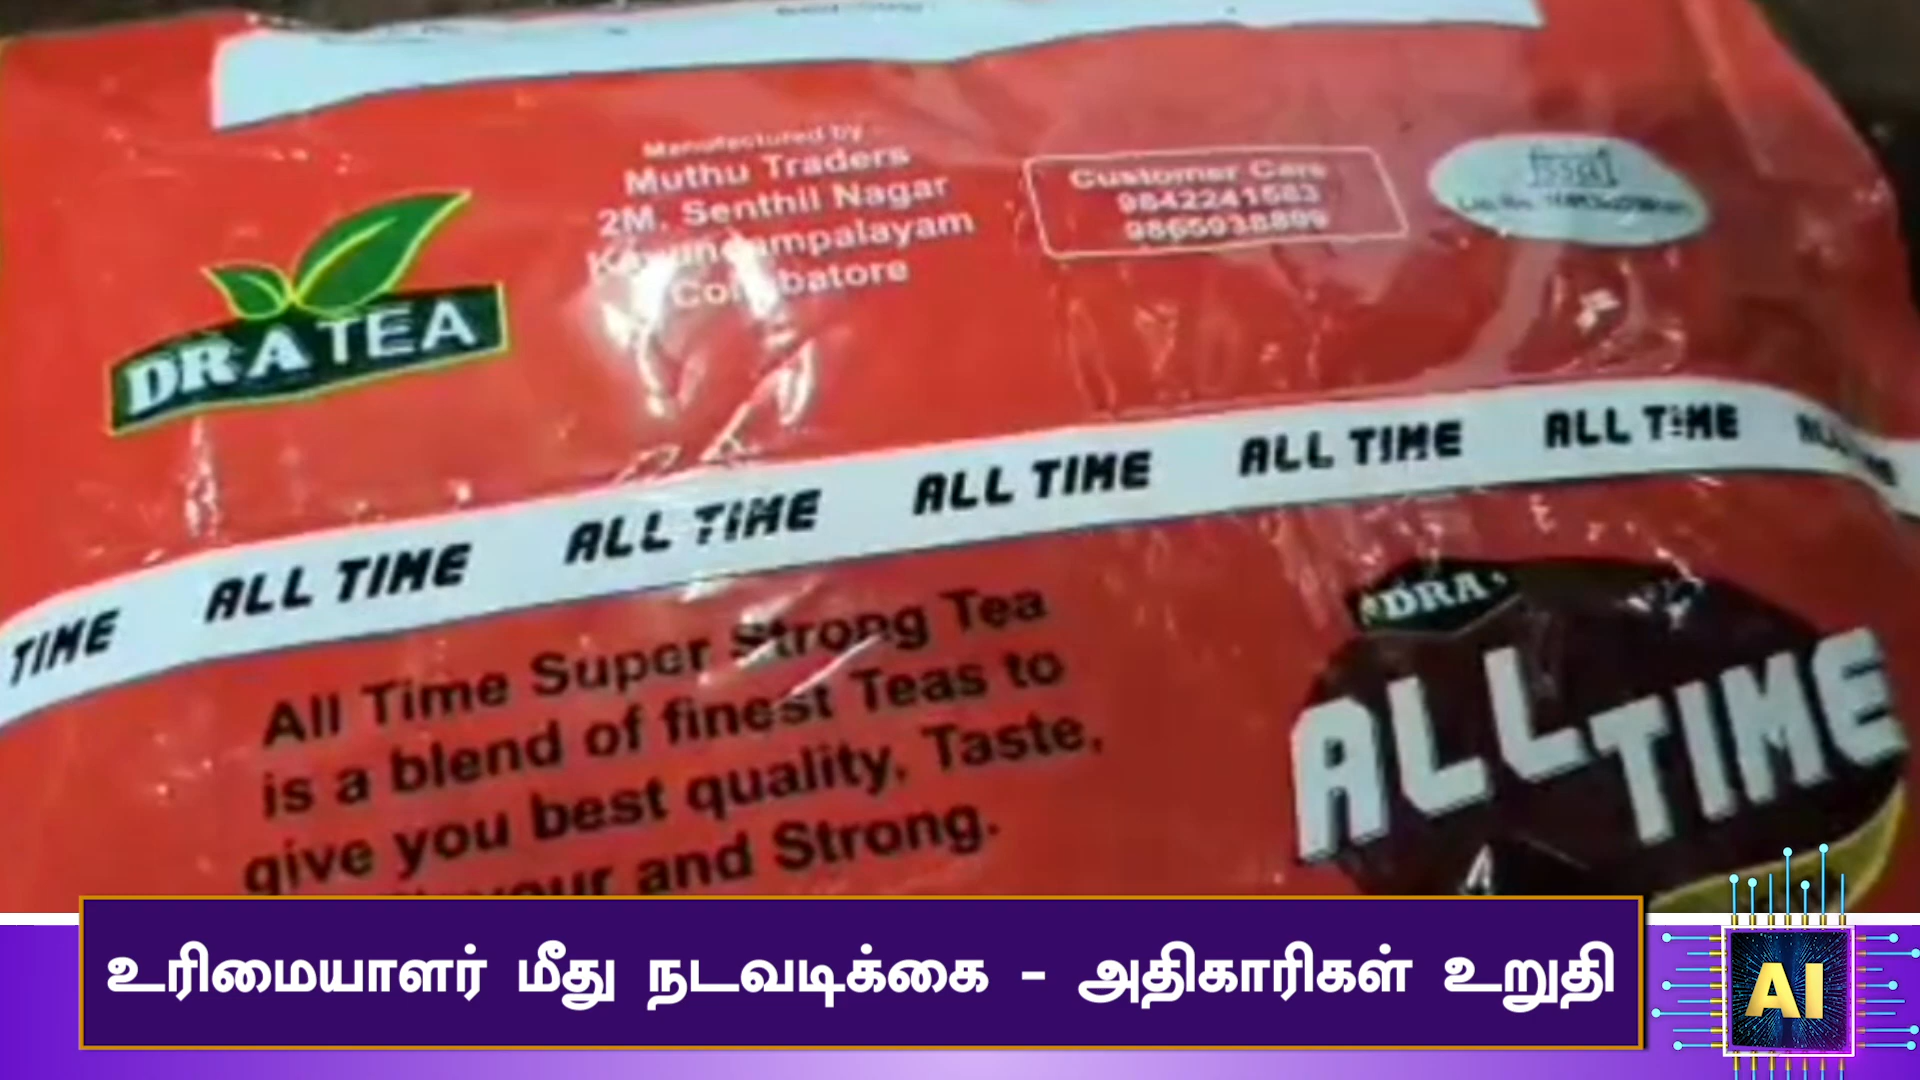 Manufactured by
Muthu Traders
2M. Senthil Nagar
Coimbatore
Customer Care
9842241583
fssai
DRA TEA
TIME ALL TIME ALL TIME ALL TIME ALL TIME ALL TIME
All Time Super Strong Tea
is a blend of finest Teas to
give you best quality, Taste,
and Strong.
DRA
ALL TIME
உரிமையாளர் மீது நடவடிக்கை - அதிகாரிகள் உறுதி
AI